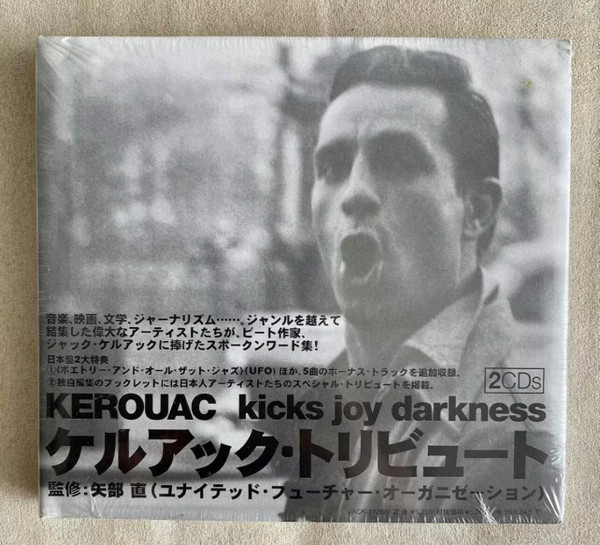 音楽、映画、文学、ジャーナリズム……。ジャンルを越えて
結集した偉大なアーティストたちが、ビート作家、
ジャック・ケルアックに捧げたスポークンワード集!
日本盤2大特典
①〈ポエトリー・アンド・オール・ザット・ジャズ〉(UFO)ほか、5曲のボーナス・トラックを追加収録。
②独自編集のブックレットには日本人アーティストたちのスペシャル・トリビュートを掲載。
2CDs
KEROUAC kicks joy darkness
ケルアック・トリビュート
監修:矢部 直(ユナイテッド・フューチャー・オーガニゼーション)